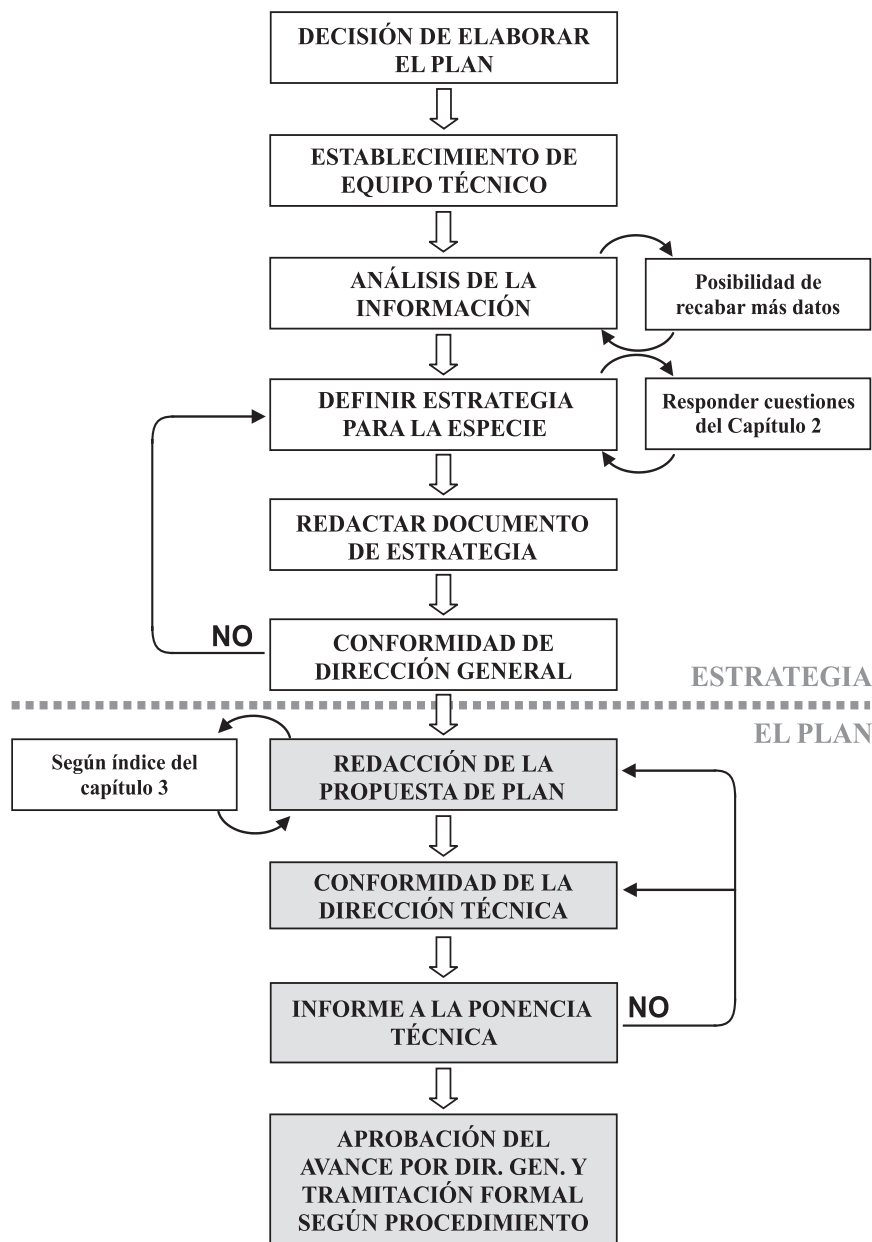 DECISIÓN DE ELABORAR
EL PLAN
ESTABLECIMIENTO DE
EQUIPO TÉCNICO
ANÁLISIS DE LA
INFORMACIÓN
Posibilidad de
recabar más datos
DEFINIR ESTRATEGIA
PARA LA ESPECIE
Responder cuestiones
del Capítulo 2
REDACTAR DOCUMENTO
DE ESTRATEGIA
NO
CONFORMIDAD DE
DIRECCIÓN GENERAL
ESTRATEGIA
EL PLAN
Según índice del
capítulo 3
REDACCIÓN DE LA
PROPUESTA DE PLAN
CONFORMIDAD DE LA
DIRECCIÓN TÉCNICA
INFORME A LA PONENCIA
TÉCNICA
NO
APROBACIÓN DEL
AVANCE POR DIR. GEN. Y
TRAMITACIÓN FORMAL
SEGÚN PROCEDIMIENTO